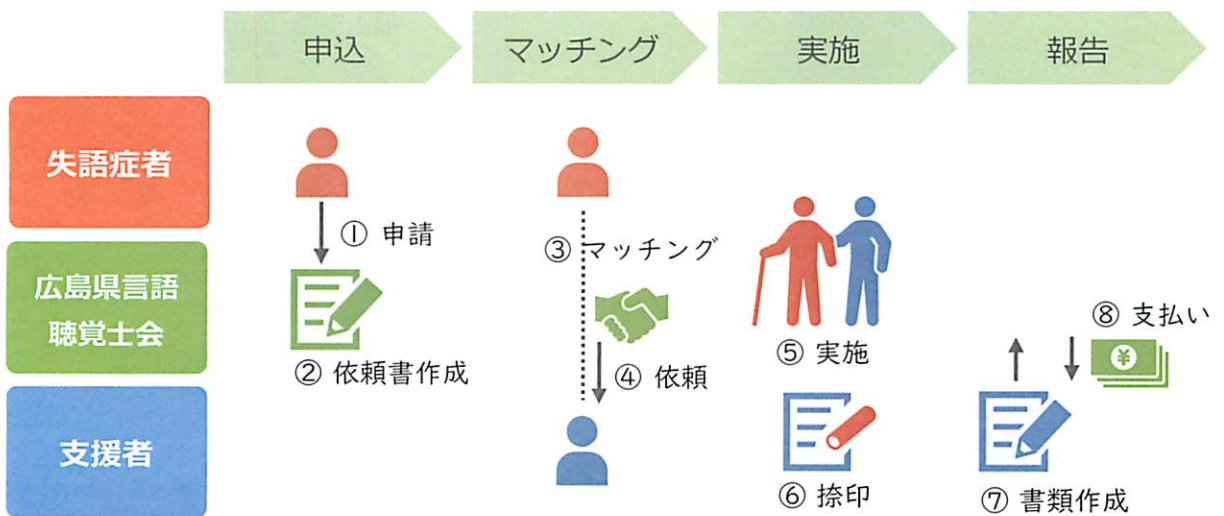 申込
マッチング
実施
報告
失語症者
① 申請
③ マッチング
広島県言語
聴覚士会
② 依頼書作成
④ 依頼
⑤ 実施
⑧ 支払い
¥
支援者
⑥ 捺印
⑦ 書類作成